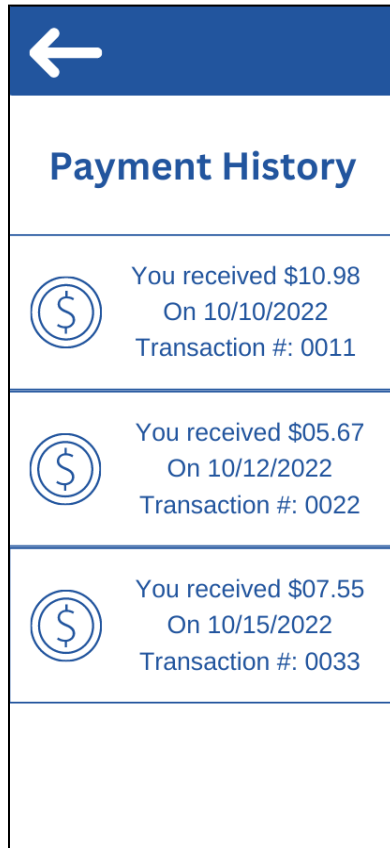 Payment History
You received $10.98
On 10/10/2022
Transaction #: 0011
You received $05.67
On 10/12/2022
Transaction #: 0022
You received $07.55
On 10/15/2022
Transaction #: 0033